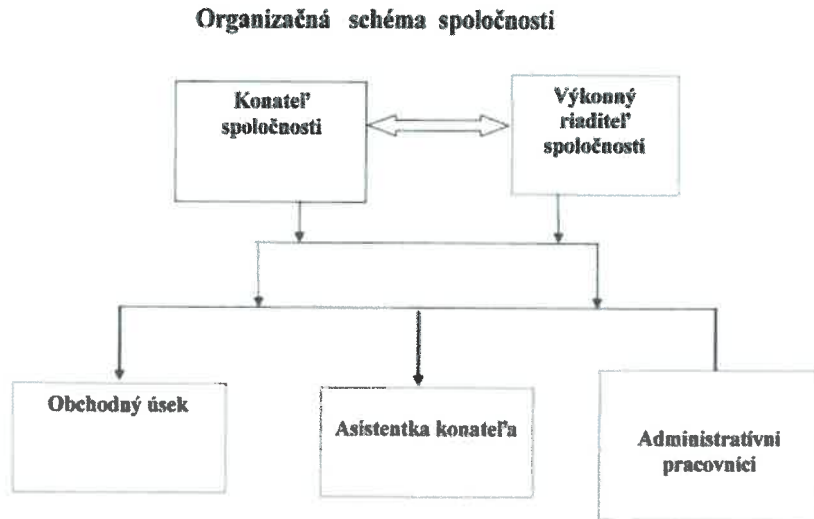 Organizačná schéma spoločnosti
Konateľ
spoločnosti
Výkonný
riaditeľ
spoločnosti
Obchodný úsek
Asistentka konateľa
Administratívni
pracovníci